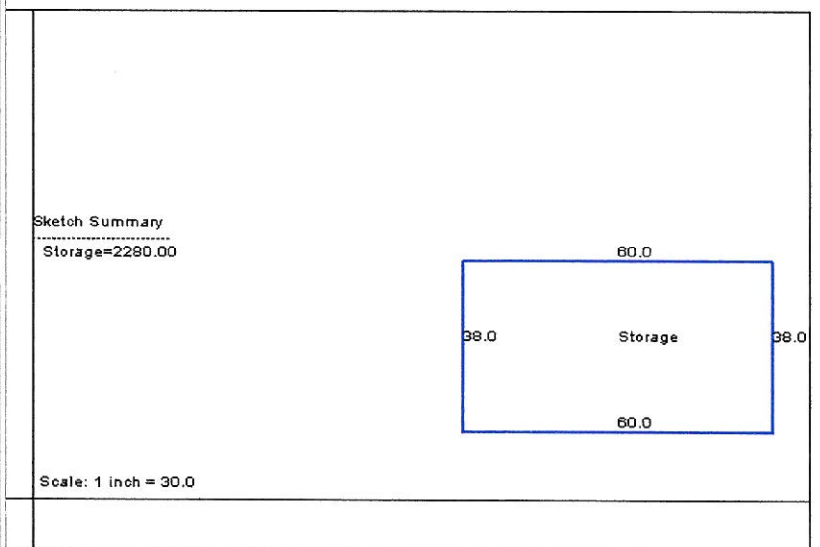 Sketch Summary
Storage=2280.00
60.0
38.0 Storage 38.0
60.0
Scale: 1 inch = 30.0